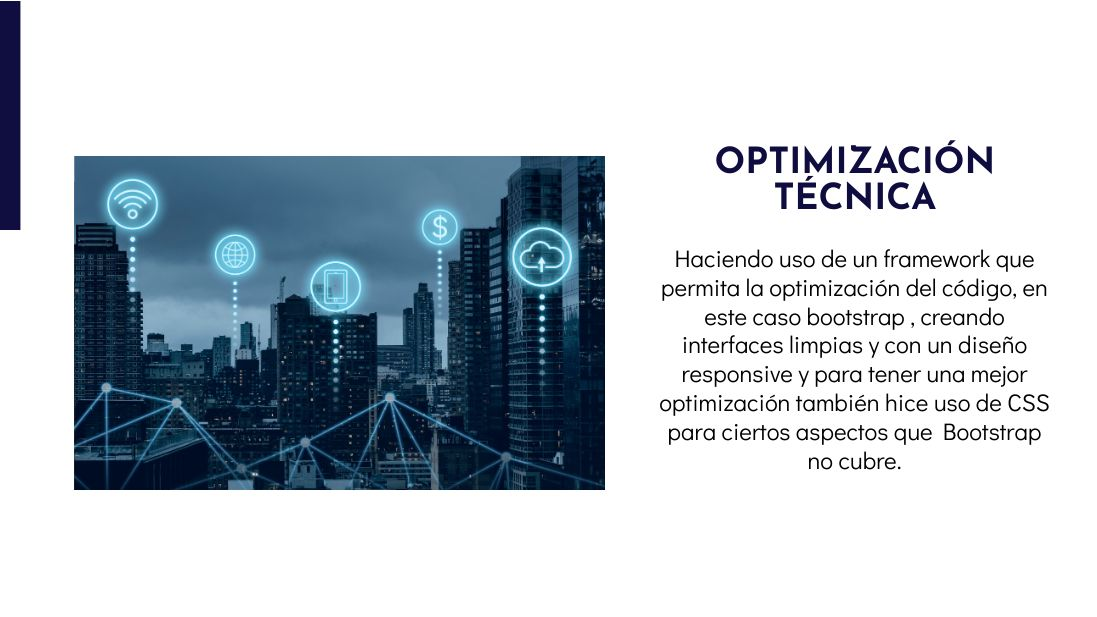 OPTIMIZACIÓN
TÉCNICA
Haciendo uso de un framework que
permita la optimización del código, en
este caso bootstrap , creando
interfaces limpias y con un diseño
responsive y para tener una mejor
optimización también hice uso de CSS
para ciertos aspectos que  Bootstrap
no cubre.